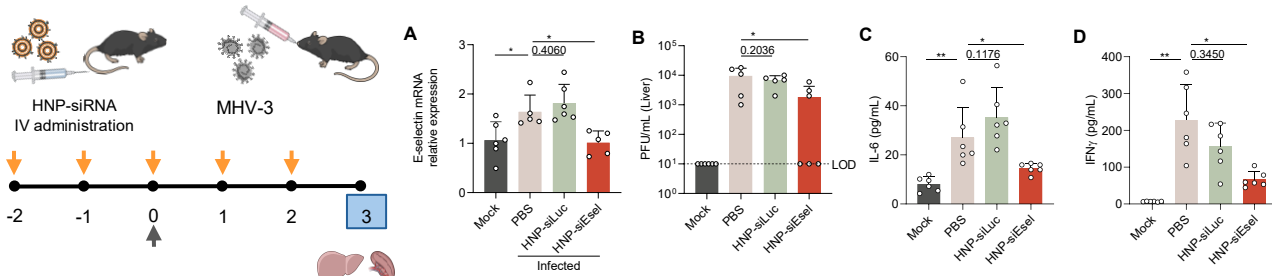 HNP-siRNA
IV administration
MHV-3
-2 -1 0 1 2 3
A
E-selectin mRNA
relative expression
3
2
1
0
*
*
0.4060
Mock
PBS
HNP-siLuc
HNP-siEsel
Infected
B
PFU/mL (Liver)
10⁵
10⁴
10³
10²
10¹
10⁰
*
0.2036
LOD
Mock
PBS
HNP-siLuc
HNP-siEsel
C
IL-6 (pg/mL)
60
40
20
0
**
*
0.1176
Mock
PBS
HNP-siLuc
HNP-siEsel
D
IFNγ (pg/mL)
400
300
200
100
0
**
*
0.3450
Mock
PBS
HNP-siLuc
HNP-siEsel